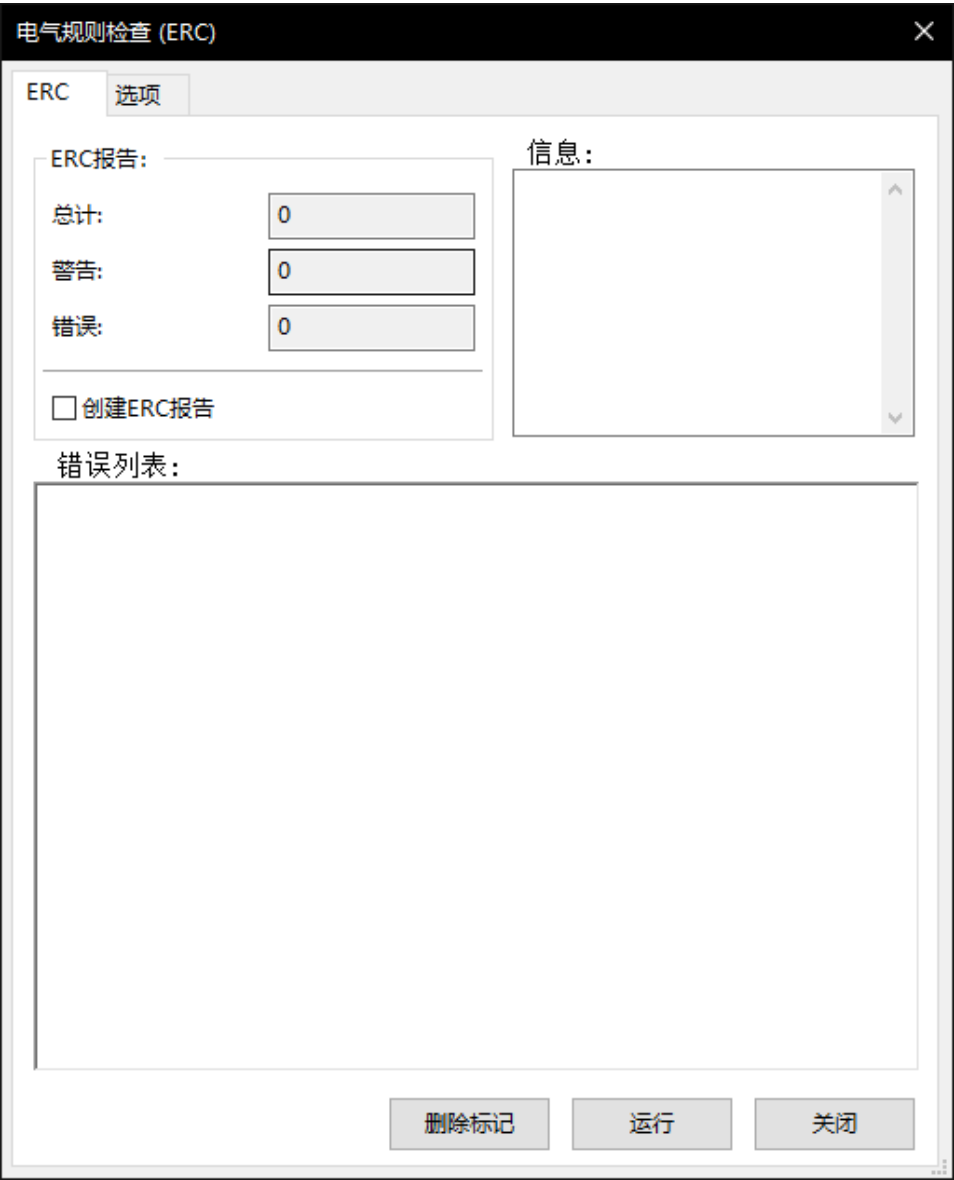 电气规则检查 (ERC)
ERC 选项
ERC报告:
总计: 0
警告: 0
错误: 0
创建ERC报告
信息:
错误列表:
删除标记 运行 关闭